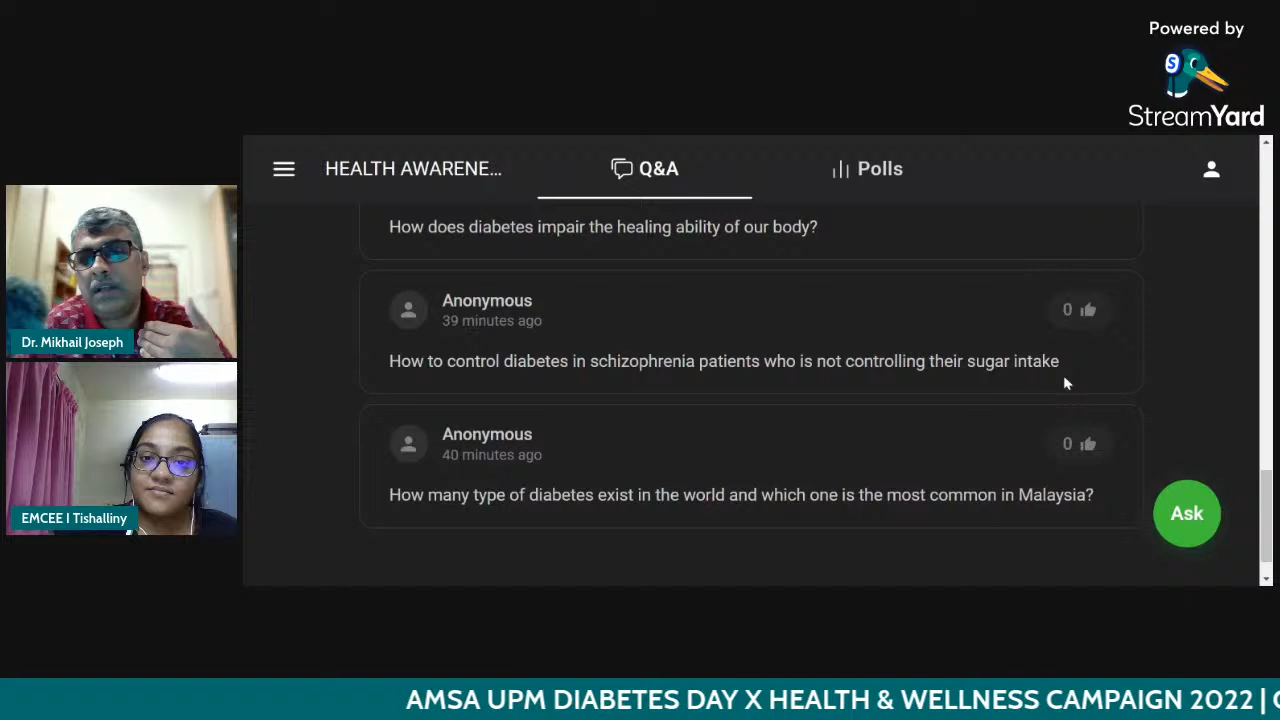 Powered by
StreamYard
HEALTH AWARENE...
Q&A
Polls
How does diabetes impair the healing ability of our body?
Anonymous
39 minutes ago
0
How to control diabetes in schizophrenia patients who is not controlling their sugar intake
Anonymous
40 minutes ago
0
How many type of diabetes exist in the world and which one is the most common in Malaysia?
Ask
Dr. Mikhail Joseph
EMCEE I Tishalliny
AMSA UPM DIABETES DAY X HEALTH & WELLNESS CAMPAIGN 2022 |